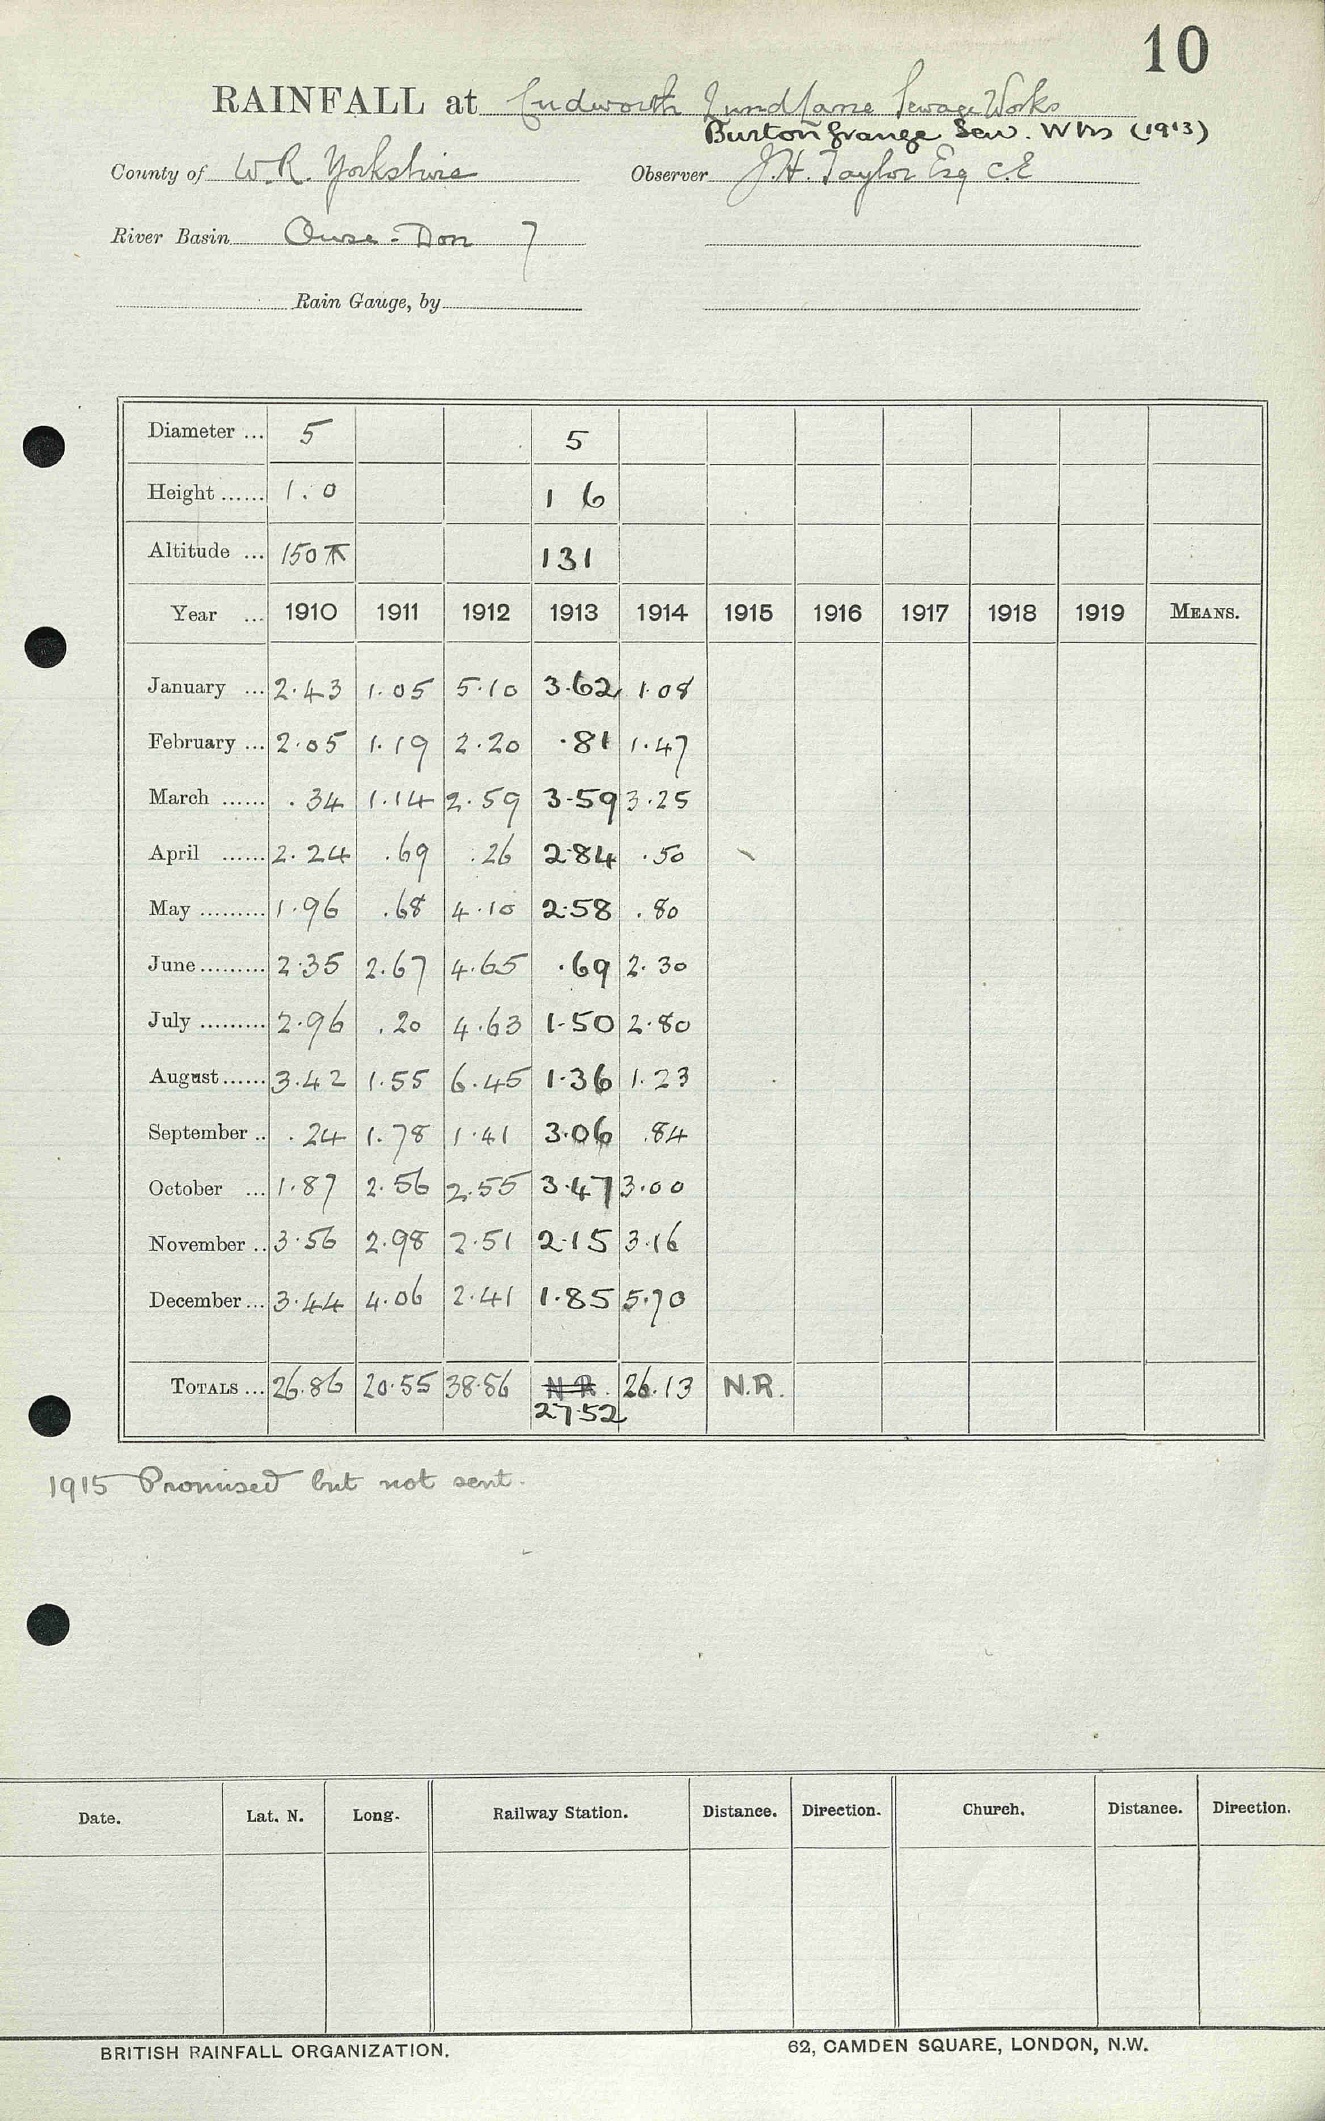 10
RAINFALL at Cudworth Lund Lane Sewage Works
Burton Grange Sew. Wks (1913)
County of W.R. Yorkshire Observer J.H. Taylor Esq C.E
River Basin Ouse - Don 7
Rain Gauge, by
Diameter ... 5 5
Height ...... 1.0 1 6
Altitude ... 150 131
Year ... 1910 1911 1912 1913 1914 1915 1916 1917 1918 1919 MEANS.
January ... 2.43 1.05 5.10 3.62 1.08
February ... 2.05 1.19 2.20 .81 1.47
March ...... .34 1.14 2.59 3.59 3.25
April ...... 2.24 .69 .26 2.84 .50
May ......... 1.96 .68 4.10 2.58 .80
June ......... 2.35 2.67 4.65 .69 2.30
July ......... 2.96 .20 4.63 1.50 2.80
August ...... 3.42 1.55 6.45 1.36 1.23
September .. .24 1.78 1.41 3.06 .84
October ... 1.87 2.56 2.55 3.47 3.00
November .. 3.56 2.98 2.51 2.15 3.16
December ... 3.44 4.06 2.41 1.85 5.70
TOTALS ... 26.86 20.55 38.86 N.R. 26.13 N.R.
27.52
1915 Promised but not sent.
Date. Lat. N. Long. Railway Station. Distance. Direction. Church. Distance. Direction.
BRITISH RAINFALL ORGANIZATION. 62, CAMDEN SQUARE, LONDON, N.W.